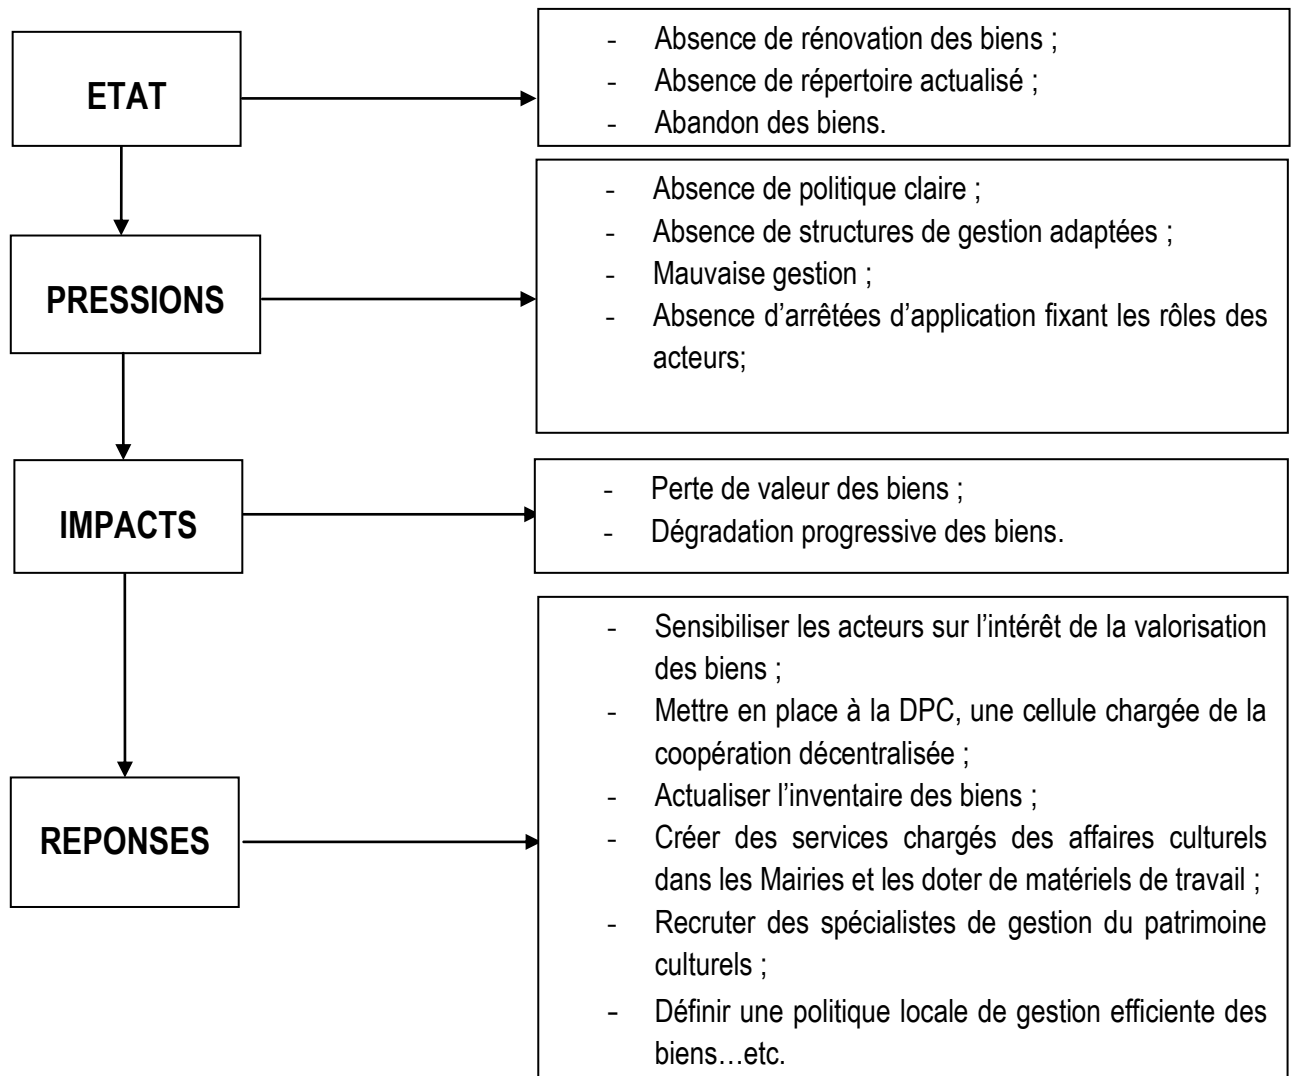 ETAT
- Absence de rénovation des biens ;
- Absence de répertoire actualisé ;
- Abandon des biens.
PRESSIONS
- Absence de politique claire ;
- Absence de structures de gestion adaptées ;
- Mauvaise gestion ;
- Absence d’arrêtées d’application fixant les rôles des
acteurs;
IMPACTS
- Perte de valeur des biens ;
- Dégradation progressive des biens.
REPONSES
- Sensibiliser les acteurs sur l’intérêt de la valorisation
des biens ;
- Mettre en place à la DPC, une cellule chargée de la
coopération décentralisée ;
- Actualiser l’inventaire des biens ;
- Créer des services chargés des affaires culturels
dans les Mairies et les doter de matériels de travail ;
- Recruter des spécialistes de gestion du patrimoine
culturels ;
- Définir une politique locale de gestion efficiente des
biens…etc.